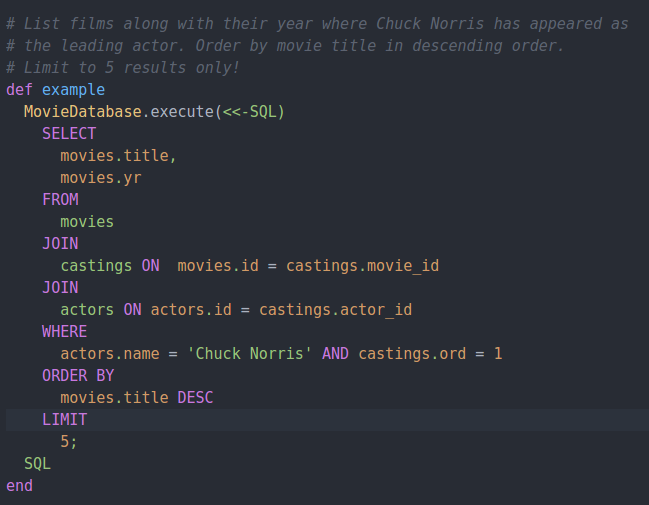 # List films along with their year where Chuck Norris has appeared as
# the leading actor. Order by movie title in descending order.
# Limit to 5 results only!
def example
  MovieDatabase.execute(<<-SQL)
    SELECT
      movies.title,
      movies.yr
    FROM
      movies
    JOIN
      castings ON  movies.id = castings.movie_id
    JOIN
      actors ON actors.id = castings.actor_id
    WHERE
      actors.name = 'Chuck Norris' AND castings.ord = 1
    ORDER BY
      movies.title DESC
    LIMIT
      5;
  SQL
end